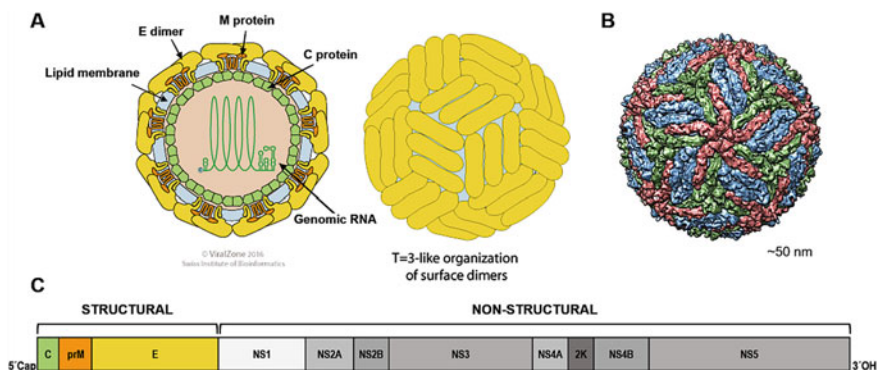 A
M protein
E dimer
C protein
Lipid membrane
Genomic RNA
© ViralZone 2016
Swiss Institute of Bioinformatics
T=3-like organization
of surface dimers
B
~50 nm
C
STRUCTURAL
NON-STRUCTURAL
5´Cap C prM E NS1 NS2A NS2B NS3 NS4A 2K NS4B NS5 3´OH